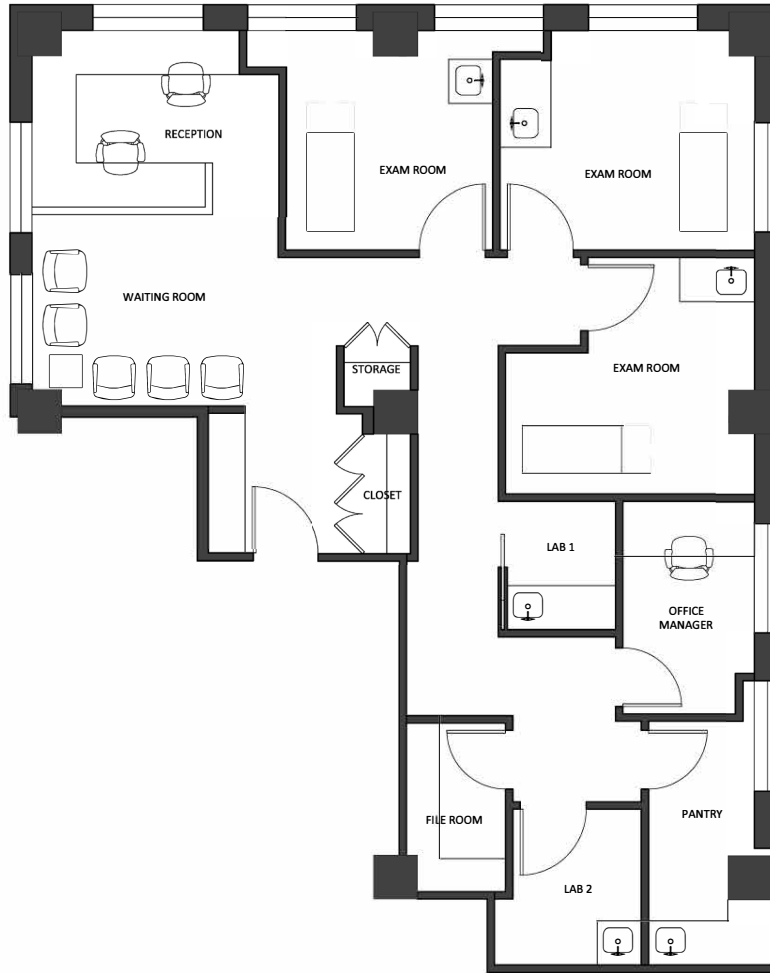 RECEPTION
EXAM ROOM
EXAM ROOM
WAITING ROOM
STORAGE
EXAM ROOM
CLOSET
LAB 1
OFFICE
MANAGER
FILE ROOM
PANTRY
LAB 2